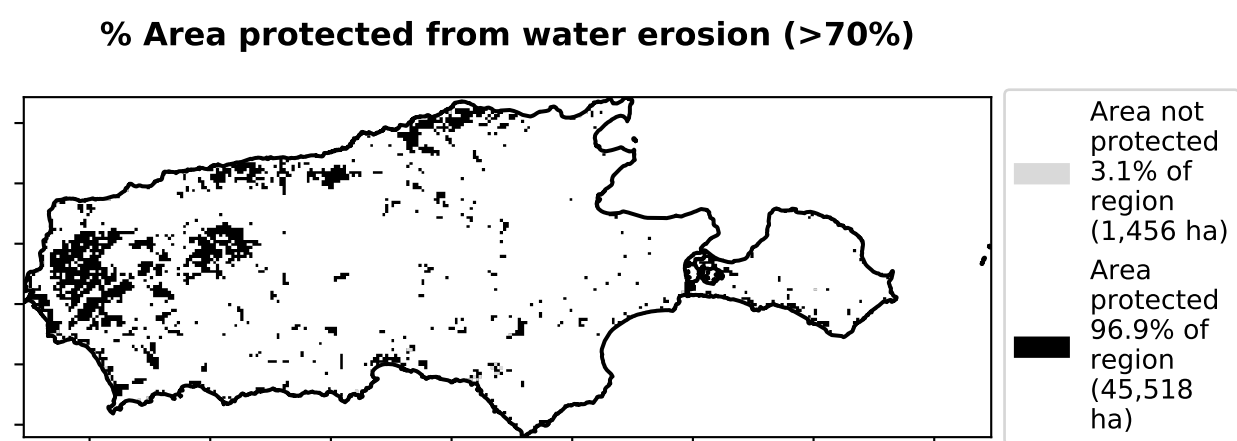 % Area protected from water erosion (>70%)
Area not
protected
3.1% of
region
(1,456 ha)
Area
protected
96.9% of
region
(45,518
ha)